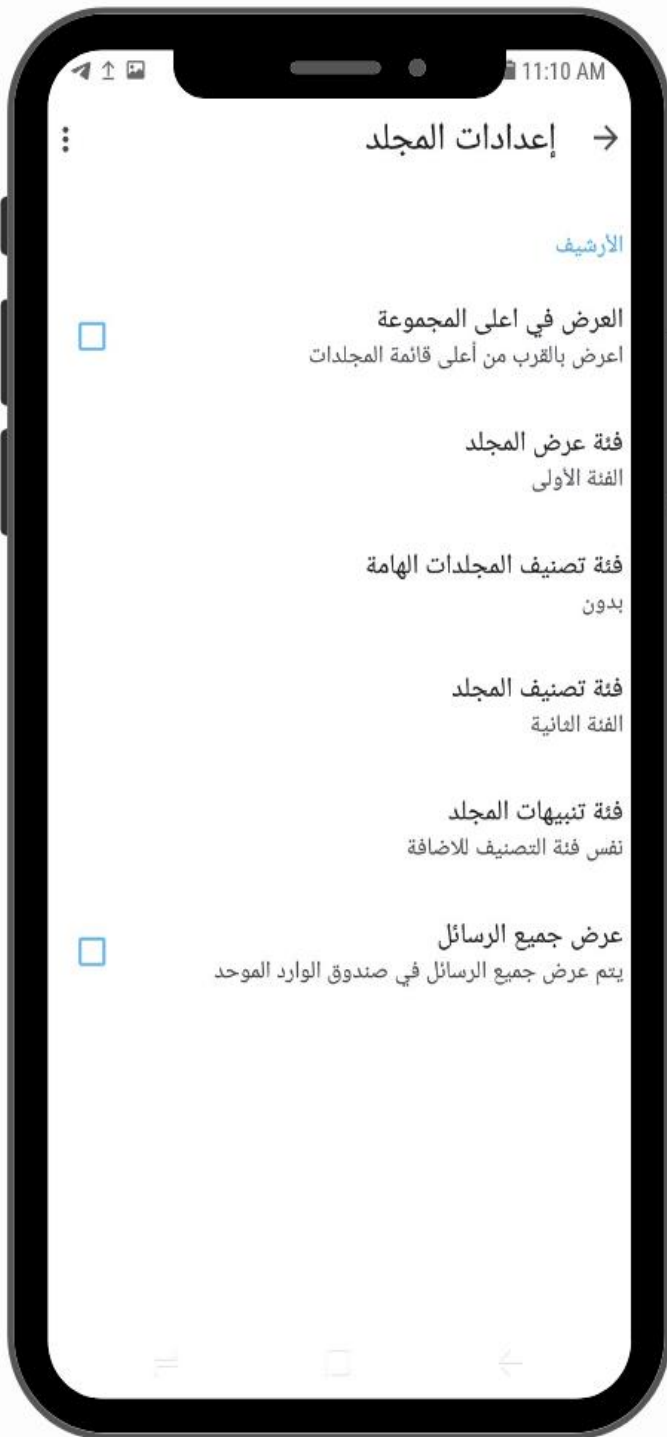 11:10 AM
إعدادات المجلد
الأرشيف
العرض في اعلى المجموعة
اعرض بالقرب من أعلى قائمة المجلدات
فئة عرض المجلد
الفئة الأولى
فئة تصنيف المجلدات الهامة
بدون
فئة تصنيف المجلد
الفئة الثانية
فئة تنبيهات المجلد
نفس فئة التصنيف للاضافة
عرض جميع الرسائل
يتم عرض جميع الرسائل في صندوق الوارد الموحد